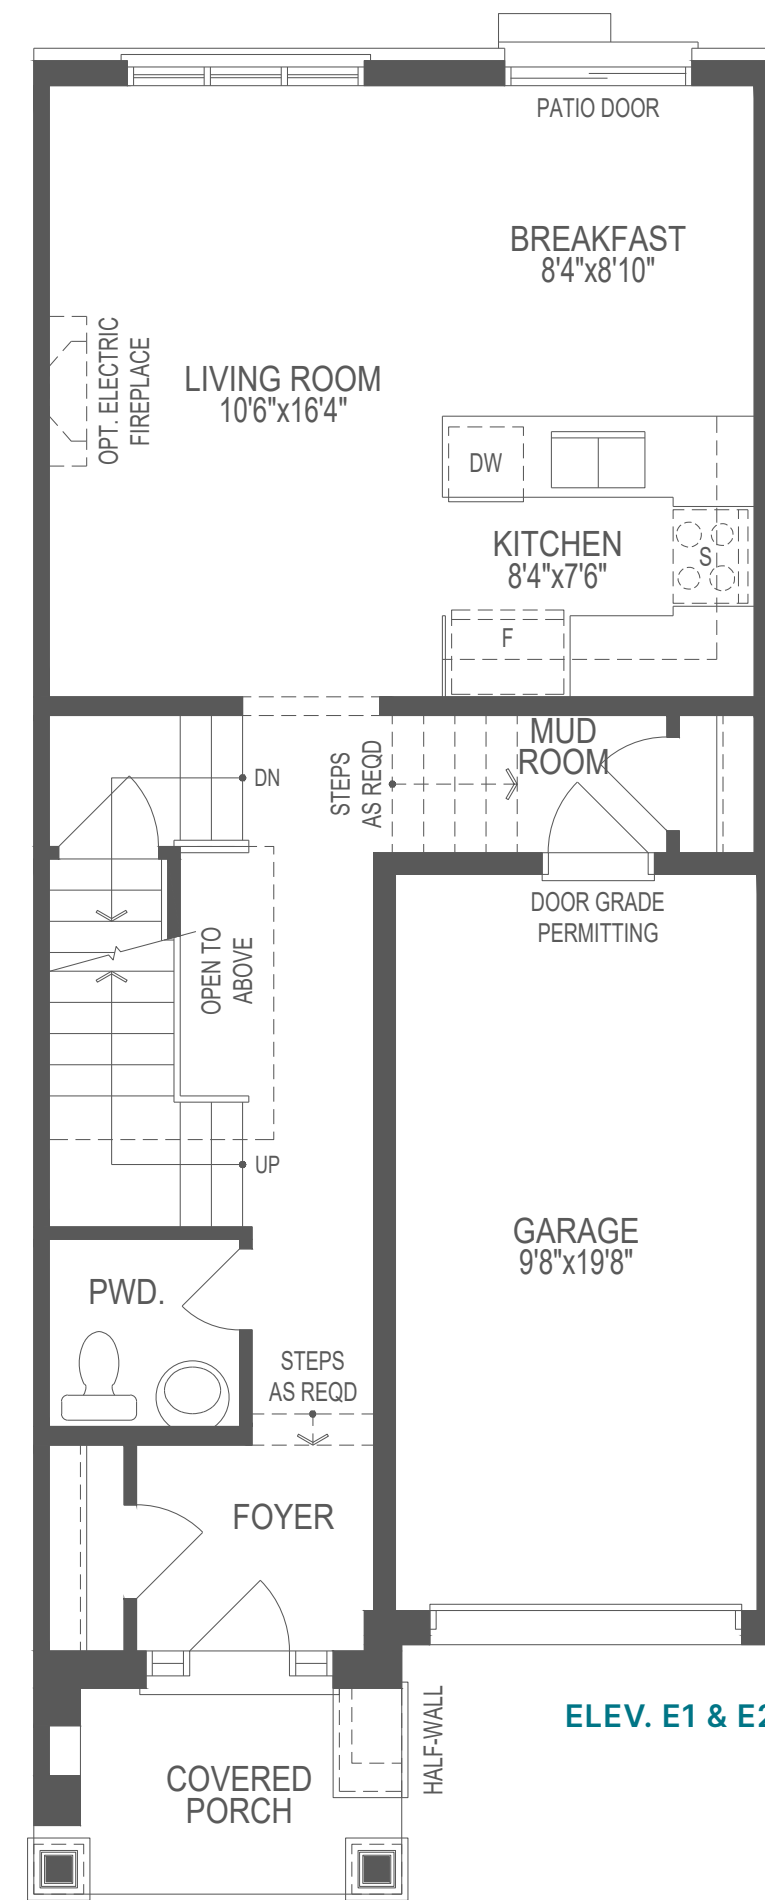 PATIO DOOR
BREAKFAST
8'4"x8'10"
OPT. ELECTRIC
FIREPLACE
LIVING ROOM
10'6"x16'4"
DW
KITCHEN
8'4"x7'6"
S
F
MUD
ROOM
STEPS
AS REQD
DN
DOOR GRADE
PERMITTING
OPEN TO
ABOVE
UP
GARAGE
9'8"x19'8"
PWD.
STEPS
AS REQD
FOYER
HALF-WALL
ELEV. E1 & E2
COVERED
PORCH